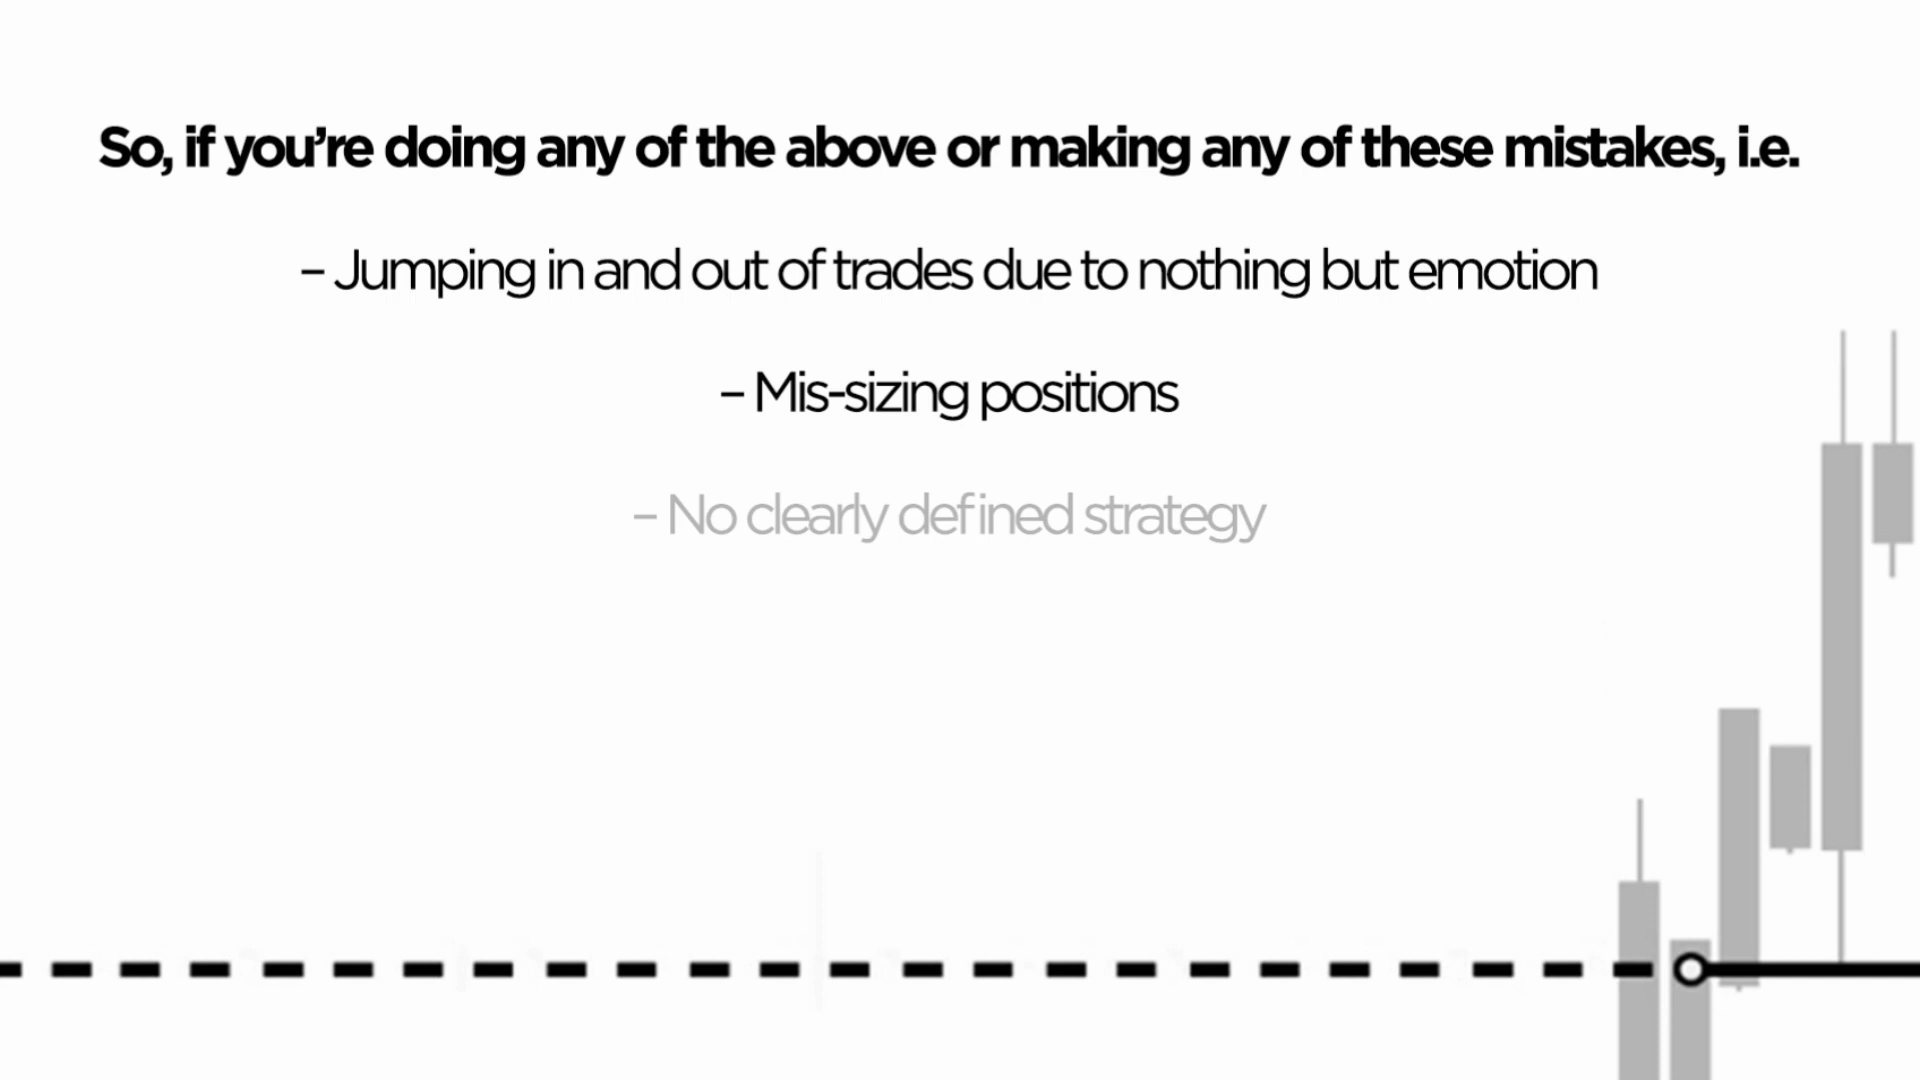 So, if you’re doing any of the above or making any of these mistakes, i.e.
– Jumping in and out of trades due to nothing but emotion
– Mis-sizing positions
– No clearly defined strategy